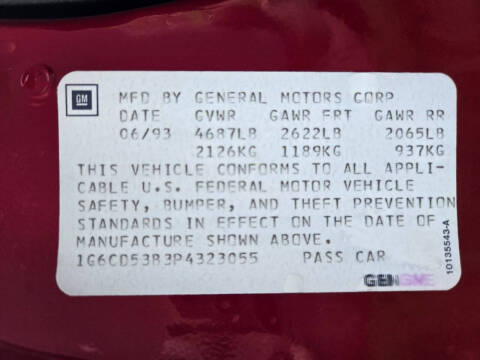 GM
MFD BY GENERAL MOTORS CORP
DATE GVWR GAWR FRT GAWR RR
06/93 4687LB 2622LB 2065LB
2126KG 1189KG 937KG
THIS VEHICLE CONFORMS TO ALL APPLI-
CABLE U.S. FEDERAL MOTOR VEHICLE
SAFETY, BUMPER, AND THEFT PREVENTION
STANDARDS IN EFFECT ON THE DATE OF
MANUFACTURE SHOWN ABOVE.
1G6CD53B3P4323055 PASS CAR
10135543-A